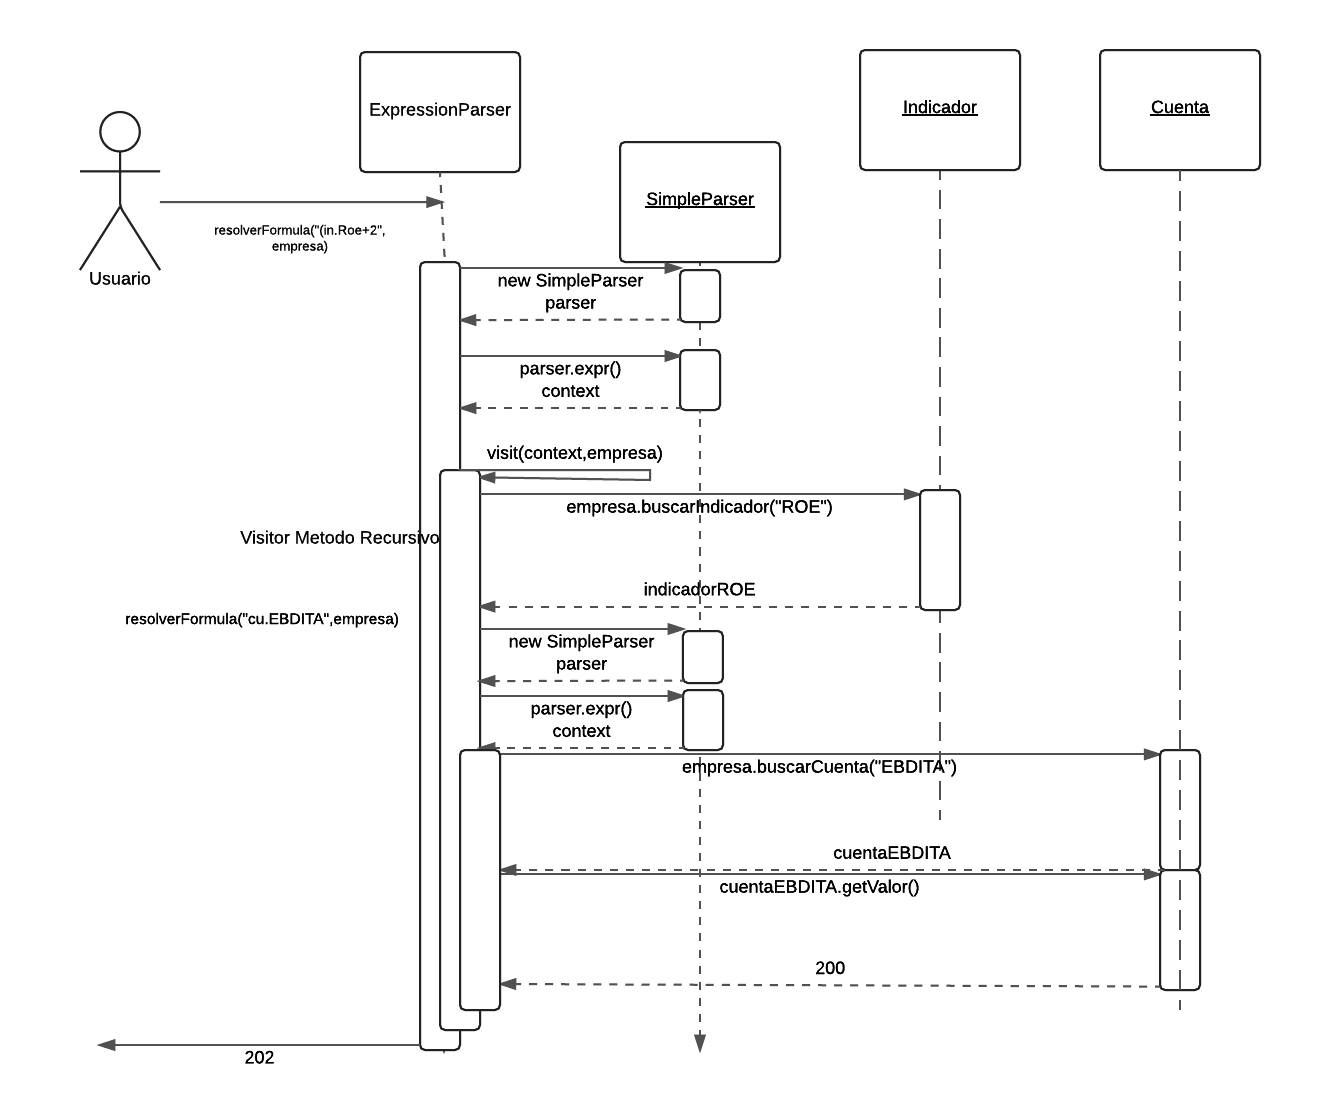 ExpressionParser
Indicador
Cuenta
SimpleParser
Usuario
resolverFormula("(in.Roe+2",
empresa)
new SimpleParser
parser
parser.expr()
context
visit(context,empresa)
empresa.buscarIndicador("ROE")
Visitor Metodo Recursivo
indicadorROE
resolverFormula("cu.EBDITA",empresa)
new SimpleParser
parser
parser.expr()
context
empresa.buscarCuenta("EBDITA")
cuentaEBDITA
cuentaEBDITA.getValor()
200
202